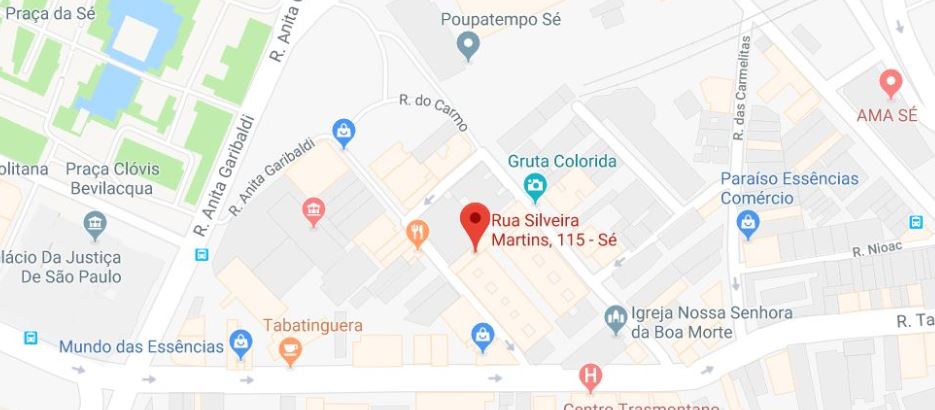 Praça da Sé
R. Anita G
Poupatempo Sé
R. do Carmo
R. das Carmelitas
AMA SÉ
R. Anita Garibaldi
R. Anita Garibaldi
olitana
Praça Clóvis
Bevilacqua
Gruta Colorida
Paraíso Essências
Comércio
Rua Silveira
Martins, 115 - Sé
R. Nioac
lácio Da Justiça
De São Paulo
Igreja Nossa Senhora
da Boa Morte
Tabatinguera
Mundo das Essências
R. Ta
H
Centro Trasmontano